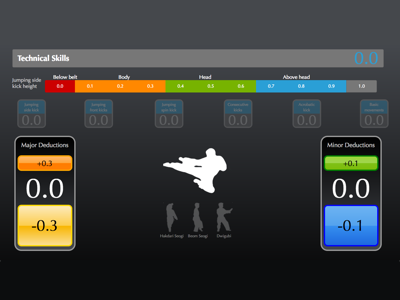 Technical Skills 0.0
Below belt Body Head Above head
Jumping side kick height
0.0 0.1 0.2 0.3 0.4 0.5 0.6 0.7 0.8 0.9 1.0
Jumping side kick
0.0
Jumping
0.0
Jumping spin kick
0.0
Consecutive kicks
0.0
Acrobatic kick
0.0
Basic movements
0.0
Major Deductions
+0.3
0.0
-0.3
Minor Deductions
+0.1
0.0
-0.1
Hakdari Seogi Beom Seogi Dwigubi